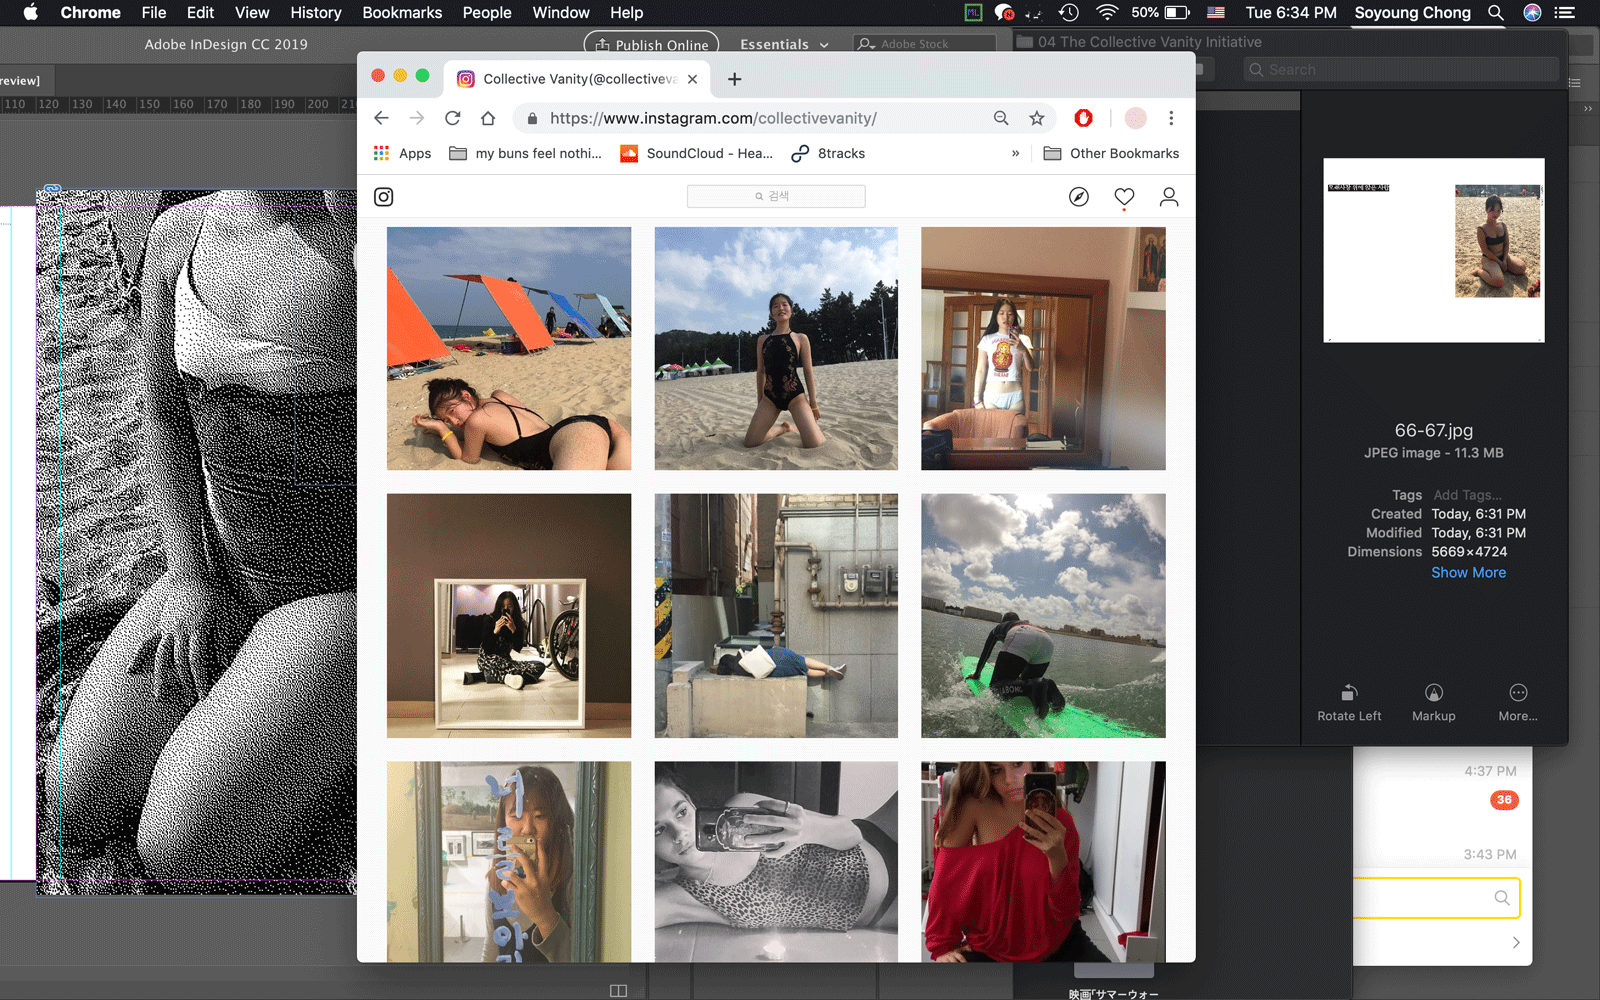 Chrome File Edit View History Bookmarks People Window Help
50% Tue 6:34 PM Soyoung Chong
Adobe InDesign CC 2019
Publish Online Essentials Adobe Stock
04 The Collective Vanity Initiative
Search
review]
110 120 130 140 150 160 170 180 190 200
Collective Vanity(@collectiveva
https://www.instagram.com/collectivevanity/
Apps my buns feel nothi... SoundCloud - Hea... 8tracks » Other Bookmarks
검색
66-67.jpg
JPEG image - 11.3 MB
Tags Add Tags...
Created Today, 6:31 PM
Modified Today, 6:31 PM
Dimensions 5669×4724
Show More
Rotate Left Markup More...
4:37 PM
36
3:43 PM
映画「サマーウォー